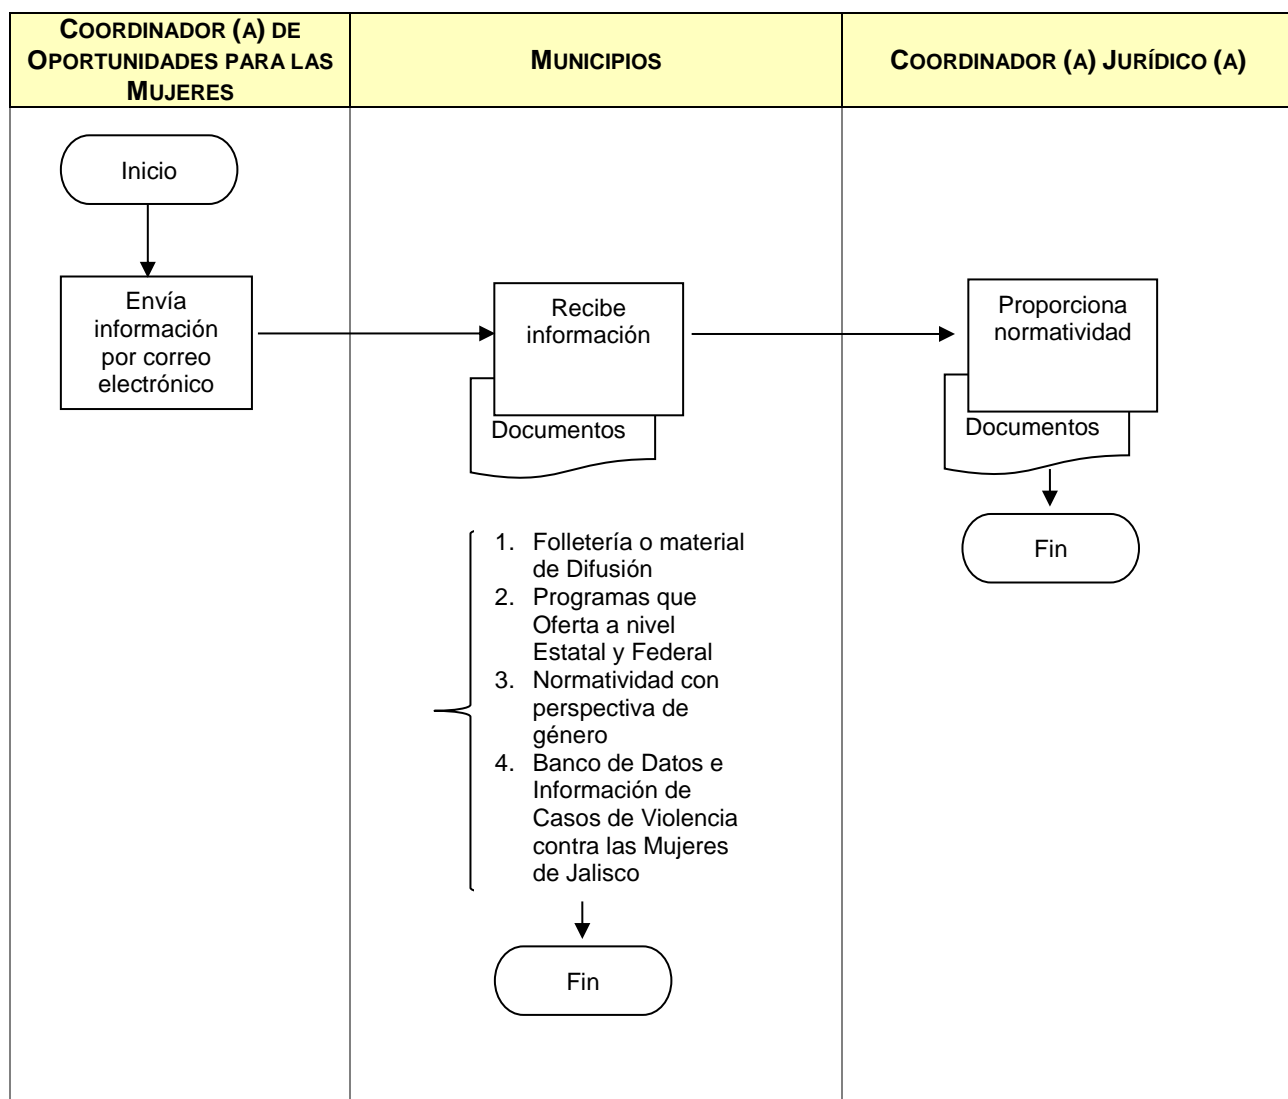 COORDINADOR (A) DE
OPORTUNIDADES PARA LAS
MUJERES
MUNICIPIOS
COORDINADOR (A) JURÍDICO (A)
Inicio
Envía
información
por correo
electrónico
Recibe
información
Documentos
Proporciona
normatividad
Documentos
Fin
1. Folletería o material
de Difusión
2. Programas que
Oferta a nivel
Estatal y Federal
3. Normatividad con
perspectiva de
género
4. Banco de Datos e
Información de
Casos de Violencia
contra las Mujeres
de Jalisco
Fin